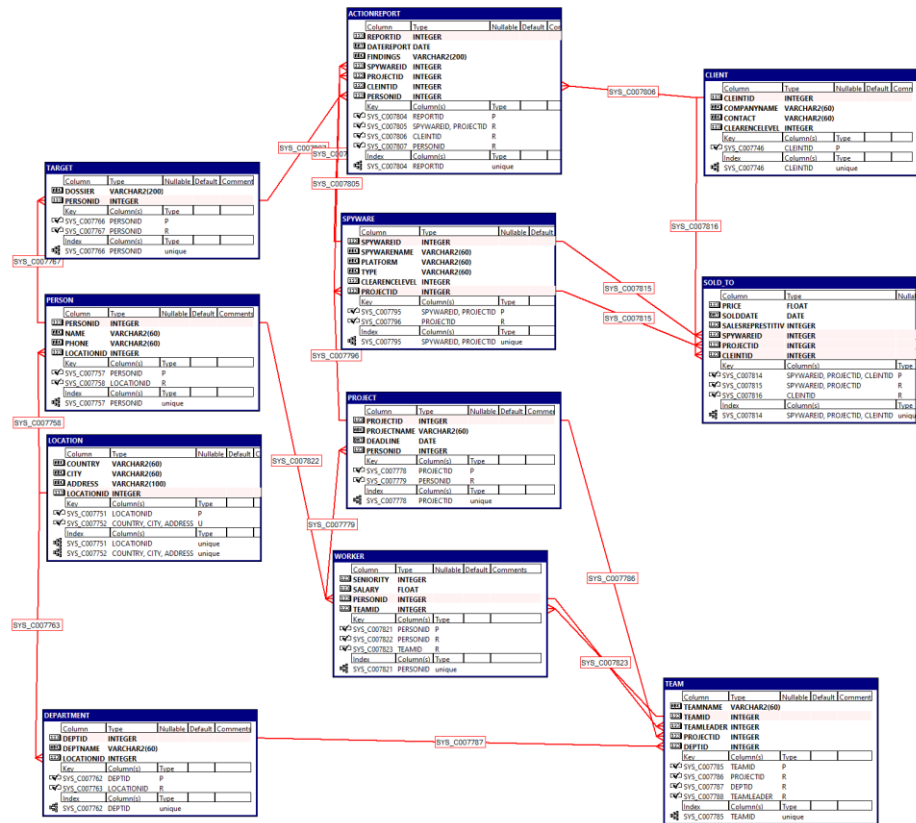 ACTIONREPORT
Column Type Nullable Default Con
REPORTID INTEGER
DATEREPORT DATE
FINDINGS VARCHAR2(200)
SPYWAREID INTEGER
PROJECTID INTEGER
CLEINTID INTEGER
PERSONID INTEGER
Key Column(s) Type
SYS_C007804 REPORTID P
SYS_C007805 SPYWAREID, PROJECTID R
SYS_C007806 CLEINTID R
SYS_C007807 PERSONID R
Index Column(s) Type
SYS_C007804 REPORTID unique
CLIENT
Column Type Nullable Default Comm
CLEINTID INTEGER
COMPANYNAME VARCHAR2(60)
CONTACT VARCHAR2(60)
CLEARENCELEVEL INTEGER
Key Column(s) Type
SYS_C007746 CLEINTID P
Index Column(s) Type
SYS_C007746 CLEINTID unique
SYS_C007806
SYS_C007805
SYS_C007816
TARGET
Column Type Nullable Default Comment
DOSSIER VARCHAR2(200)
PERSONID INTEGER
Key Column(s) Type
SYS_C007766 PERSONID P
SYS_C007767 PERSONID R
Index Column(s) Type
SYS_C007766 PERSONID unique
SYS_C007767
SPYWARE
Column Type Nullable Default
SPYWAREID INTEGER
SPYWARENAME VARCHAR2(60)
PLATFORM VARCHAR2(60)
TYPE VARCHAR2(60)
CLEARENCELEVEL INTEGER
PROJECTID INTEGER
Key Column(s) Type
SYS_C007795 SPYWAREID, PROJECTID P
SYS_C007796 PROJECTID R
Index Column(s) Type
SYS_C007795 SPYWAREID, PROJECTID unique
SYS_C007815
SYS_C007815
SYS_C007796
SOLD_TO
Column Type
PRICE FLOAT
SOLDDATE DATE
SALESREPRESTITIV INTEGER
SPYWAREID INTEGER
PROJECTID INTEGER
CLEINTID INTEGER
Key Column(s) Type
SYS_C007814 SPYWAREID, PROJECTID, CLEINTID P
SYS_C007815 SPYWAREID, PROJECTID R
SYS_C007816 CLEINTID R
Index Column(s) Type
SYS_C007814 SPYWAREID, PROJECTID, CLEINTID
PERSON
Column Type Nullable Default Comments
PERSONID INTEGER
NAME VARCHAR2(60)
PHONE VARCHAR2(60)
LOCATIONID INTEGER
Key Column(s) Type
SYS_C007757 PERSONID P
SYS_C007758 LOCATIONID R
Index Column(s) Type
SYS_C007757 PERSONID unique
SYS_C007758
SYS_C007822
PROJECT
Column Type Nullable Default Commen
PROJECTID INTEGER
PROJECTNAME VARCHAR2(60)
DEADLINE DATE
PERSONID INTEGER
Key Column(s) Type
SYS_C007778 PROJECTID P
SYS_C007779 PERSONID R
Index Column(s) Type
SYS_C007778 PROJECTID unique
SYS_C007779
SYS_C007786
LOCATION
Column Type Nullable Default C
COUNTRY VARCHAR2(60)
CITY VARCHAR2(60)
ADDRESS VARCHAR2(100)
LOCATIONID INTEGER
Key Column(s) Type
SYS_C007751 LOCATIONID P
SYS_C007752 COUNTRY, CITY, ADDRESS U
Index Column(s) Type
SYS_C007751 LOCATIONID unique
SYS_C007752 COUNTRY, CITY, ADDRESS unique
SYS_C007763
WORKER
Column Type Nullable Default Comments
SENIORITY INTEGER
SALARY FLOAT
PERSONID INTEGER
TEAMID INTEGER
Key Column(s) Type
SYS_C007821 PERSONID P
SYS_C007822 PERSONID R
SYS_C007823 TEAMID R
Index Column(s) Type
SYS_C007821 PERSONID unique
SYS_C007823
DEPARTMENT
Column Type Nullable Default Comments
DEPTID INTEGER
DEPTNAME VARCHAR2(60)
LOCATIONID INTEGER
Key Column(s) Type
SYS_C007762 DEPTID P
SYS_C007763 LOCATIONID R
Index Column(s) Type
SYS_C007762 DEPTID unique
SYS_C007787
TEAM
Column Type Nullable Default Comment
TEAMNAME VARCHAR2(60)
TEAMID INTEGER
TEAMLEADER INTEGER
PROJECTID INTEGER
DEPTID INTEGER
Key Column(s) Type
SYS_C007785 TEAMID P
SYS_C007786 PROJECTID R
SYS_C007787 DEPTID R
SYS_C007788 TEAMLEADER R
Index Column(s) Type
SYS_C007785 TEAMID unique